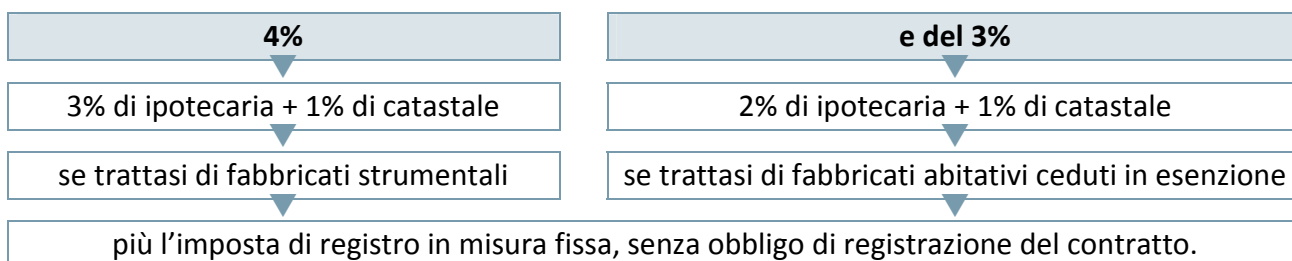 4%
3% di ipotecaria + 1% di catastale
se trattasi di fabbricati strumentali
e del 3%
2% di ipotecaria + 1% di catastale
se trattasi di fabbricati abitativi ceduti in esenzione
più l’imposta di registro in misura fissa, senza obbligo di registrazione del contratto.